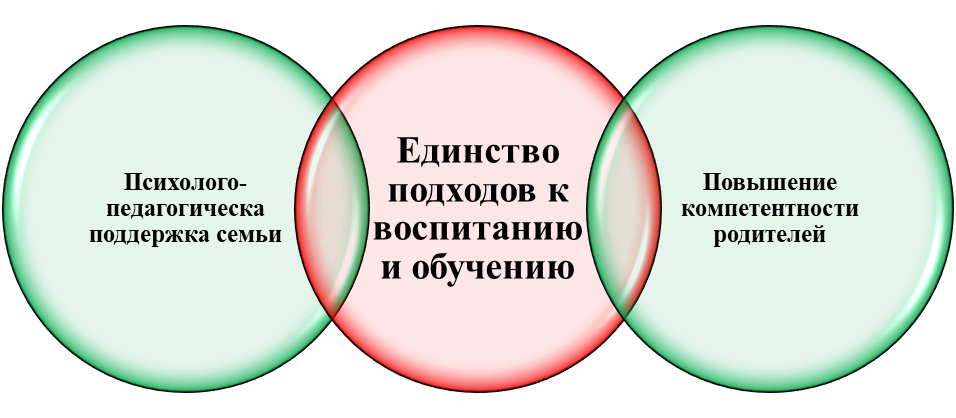 Психолого-
педагогическа
поддержка семьи
Единство
подходов к
воспитанию
и обучению
Повышение
компетентности
родителей